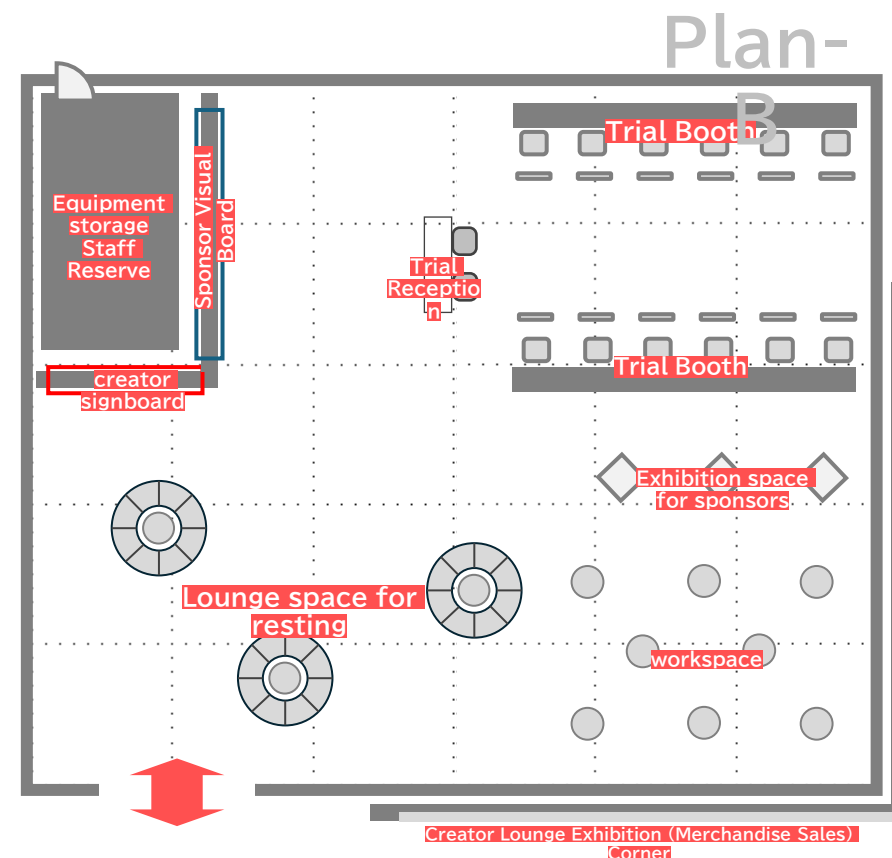 Plan-
B
Trial Booth
Equipment
storage
Staff
Reserve
Sponsor Visual
Board
Trial
Receptio
n
Trial Booth
creator
signboard
Exhibition space
for sponsors
Lounge space for
resting
workspace
Creator Lounge Exhibition (Merchandise Sales)
Corner